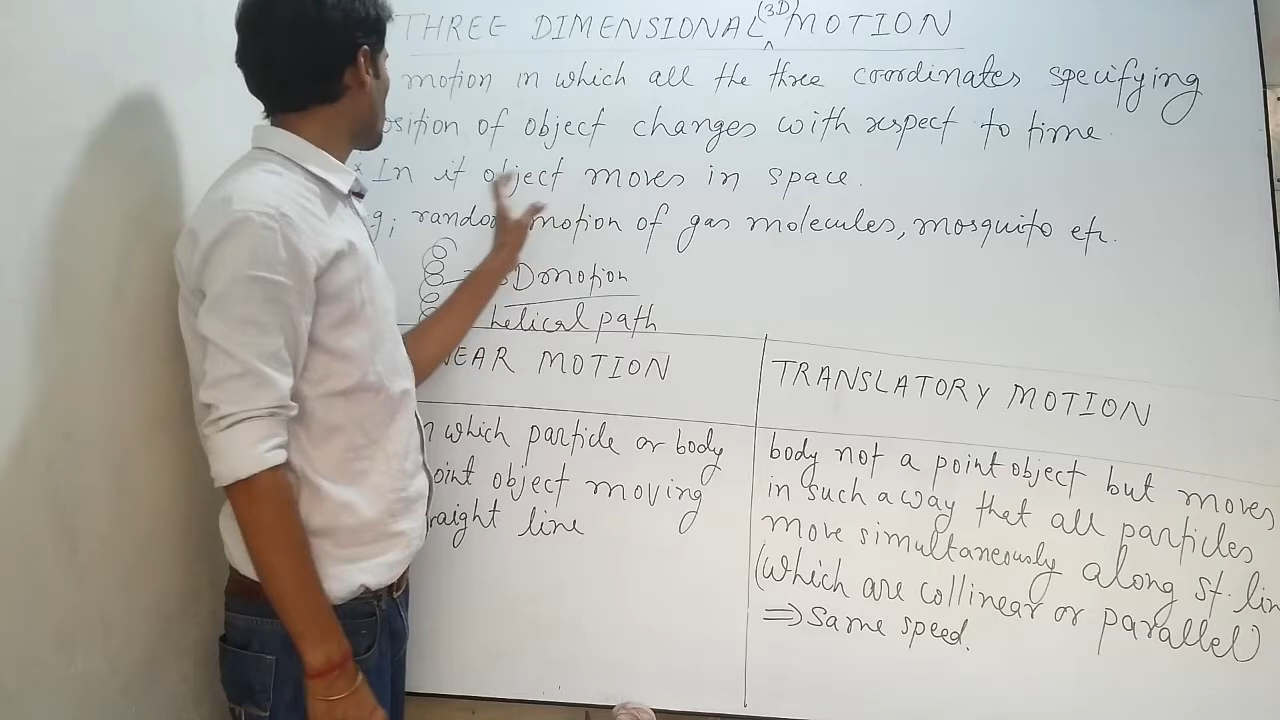 THREE DIMENSIONAL (3D) MOTION
motion in which all the three coordinates specifying
osition of object changes with respect to time.
* In it object moves in space.
g; rando motion of gas molecules, mosquito etc.
3D motion
helical path
NEAR MOTION
n which particle or body
oint object moving
raight line
TRANSLATORY MOTION
body not a point object but moves
in such a way that all particles
move simultaneously along st. lin
(which are collinear or parallel)
⇒ same speed.